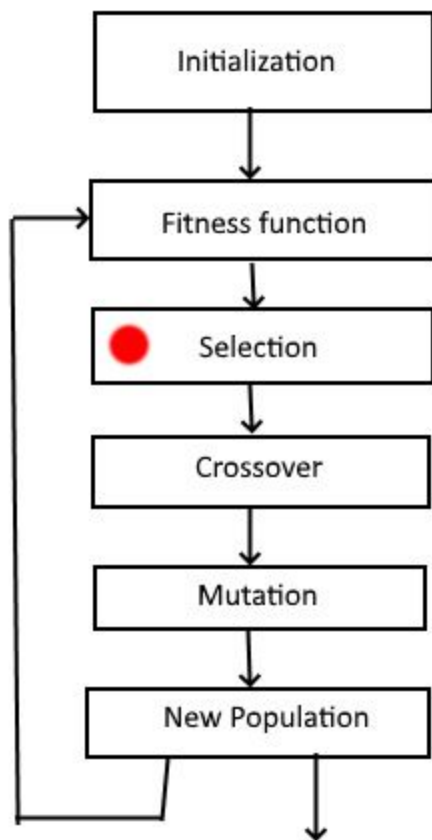 Initialization
Fitness function
Selection
Crossover
Mutation
New Population